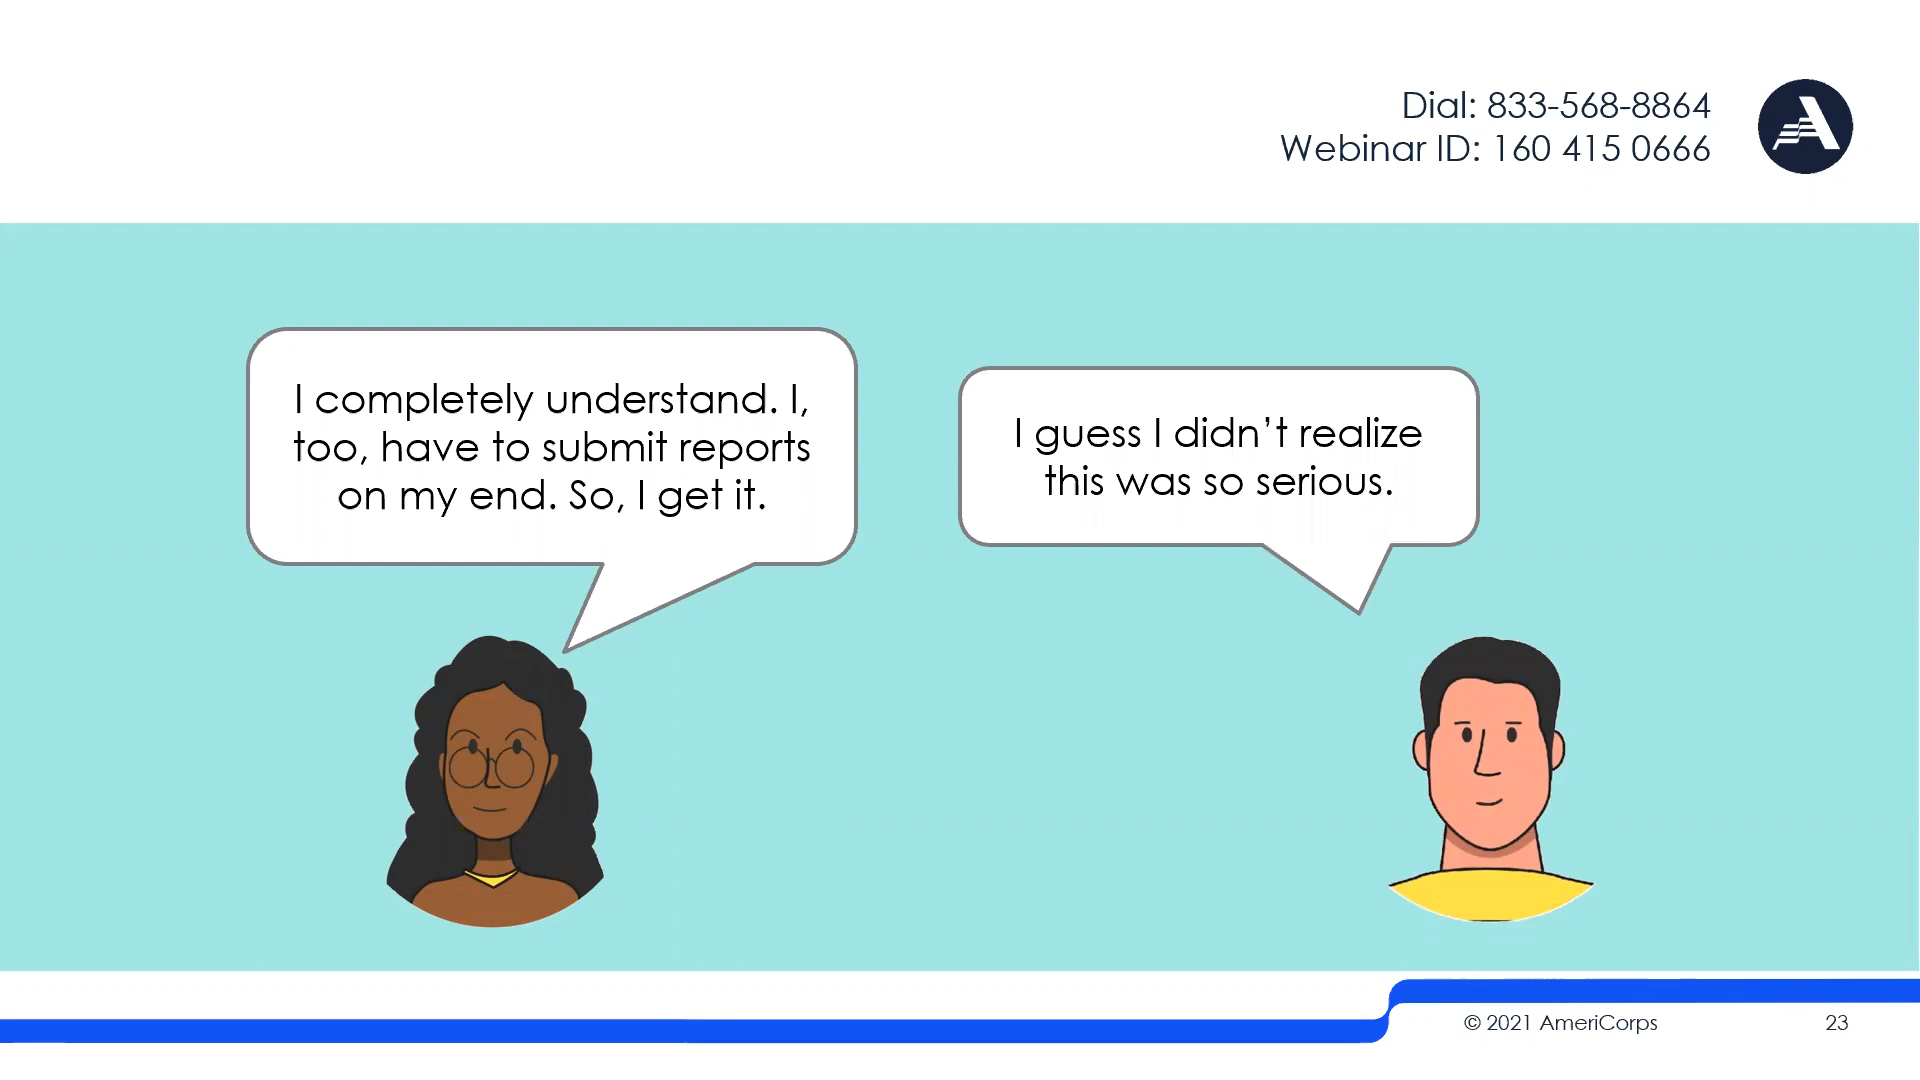 Dial: 833-568-8864
Webinar ID: 160 415 0666
I completely understand. I,
too, have to submit reports
on my end. So, I get it.
I guess I didn’t realize
this was so serious.
© 2021 AmeriCorps
23